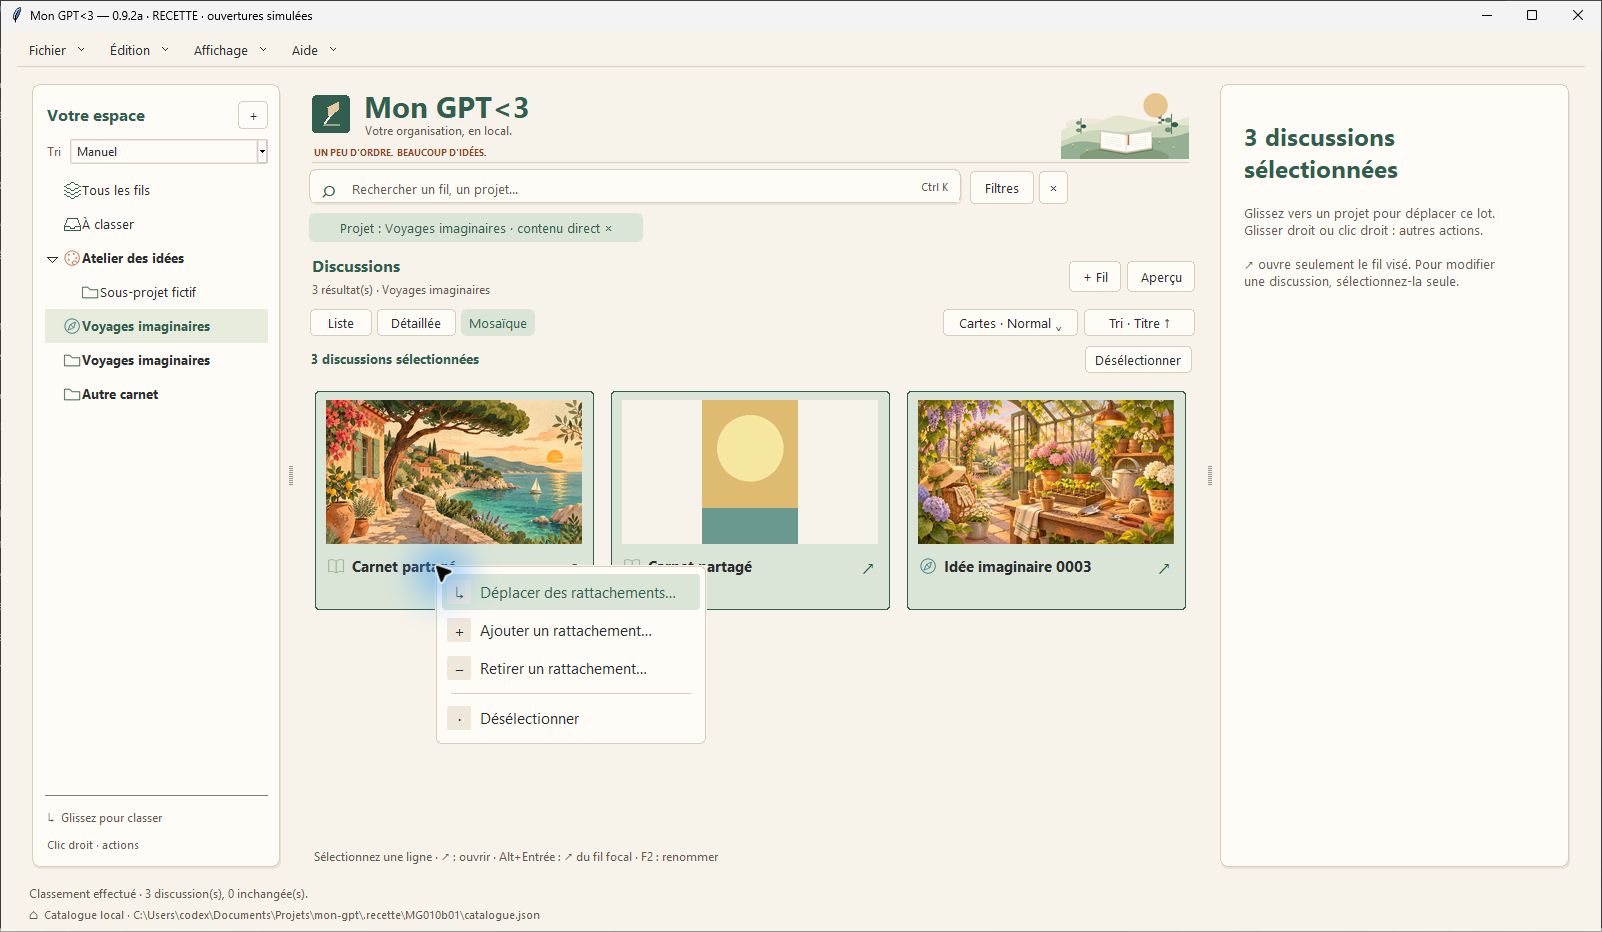 Mon GPT<3 — 0.9.2a · RECETTE · ouvertures simulées
Fichier
Édition
Affichage
Aide
Votre espace
+
Tri
Manuel
Tous les fils
À classer
Atelier des idées
Sous-projet fictif
Voyages imaginaires
Voyages imaginaires
Autre carnet
↳ Glissez pour classer
Clic droit · actions
Mon GPT<3
Votre organisation, en local.
UN PEU D'ORDRE. BEAUCOUP D'IDÉES.
Rechercher un fil, un projet...
Ctrl K
Filtres
×
Projet : Voyages imaginaires · contenu direct ×
Discussions
3 résultat(s) · Voyages imaginaires
+ Fil
Aperçu
Liste
Détaillée
Mosaïque
Cartes · Normal
Tri · Titre ↑
3 discussions sélectionnées
Désélectionner
Carnet partagé
Carnet partagé
↗
Idée imaginaire 0003
↗
↳ Déplacer des rattachements...
+ Ajouter un rattachement...
− Retirer un rattachement...
· Désélectionner
Sélectionnez une ligne · ↗ : ouvrir · Alt+Entrée : ↗ du fil focal · F2 : renommer
3 discussions
sélectionnées
Glissez vers un projet pour déplacer ce lot.
Glisser droit ou clic droit : autres actions.
↗ ouvre seulement le fil visé. Pour modifier
une discussion, sélectionnez-la seule.
Classement effectué · 3 discussion(s), 0 inchangée(s).
Catalogue local · C:\Users\codex\Documents\Projets\mon-gpt\.recette\MG010b01\catalogue.json